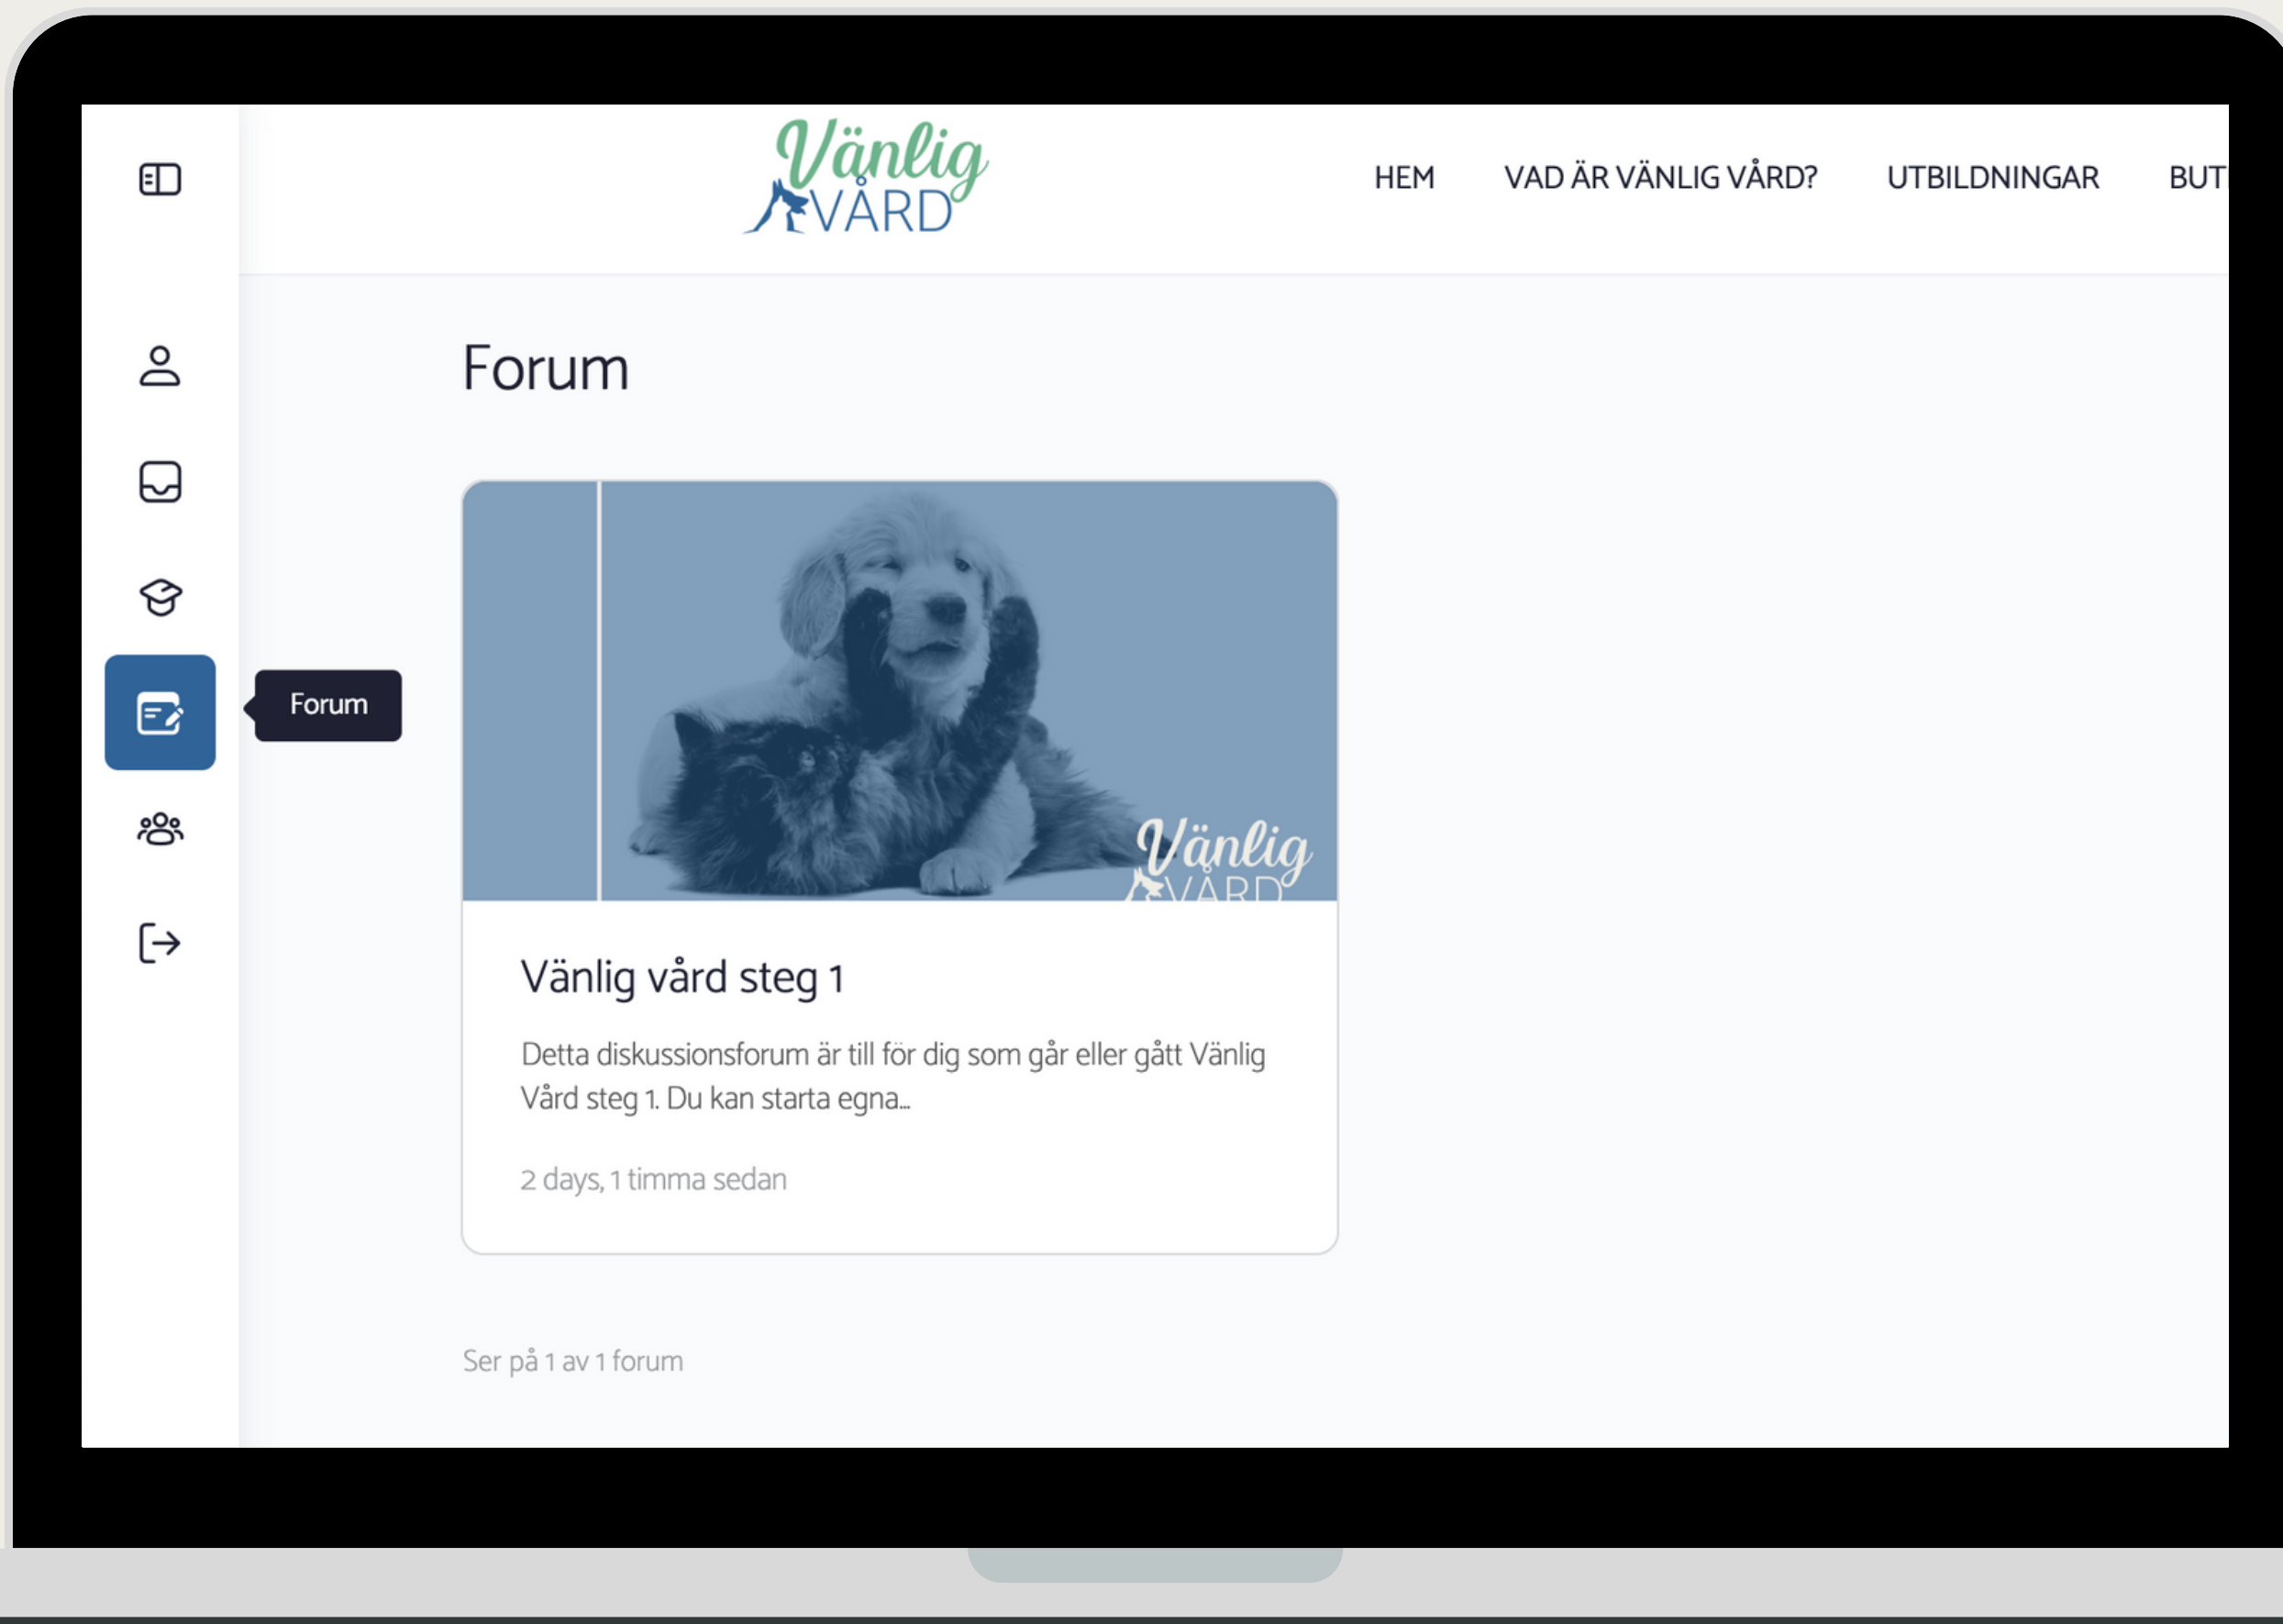 Vänlig
VÅRD
HEM VAD ÄR VÄNLIG VÅRD? UTBILDNINGAR BUT
Forum
Forum
Vänlig
VÅRD
Vänlig vård steg 1
Detta diskussionsforum är till för dig som går eller gått Vänlig
Vård steg 1. Du kan starta egna...
2 days, 1 timma sedan
Ser på 1 av 1 forum